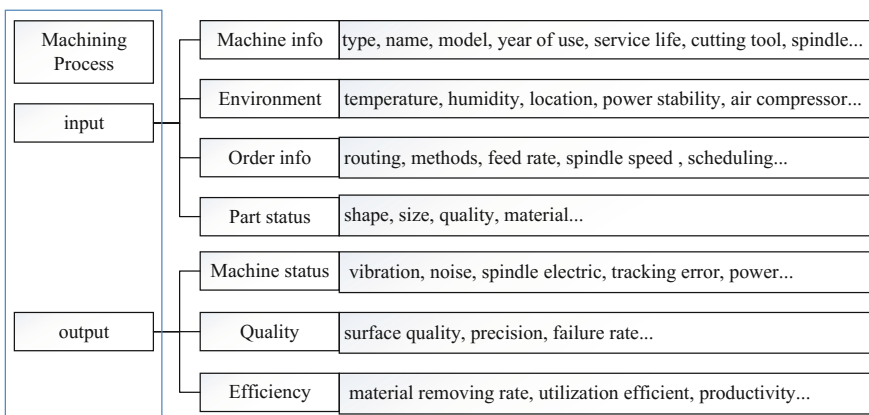 Machining
Process
input
Machine info
type, name, model, year of use, service life, cutting tool, spindle...
Environment
temperature, humidity, location, power stability, air compressor...
Order info
routing, methods, feed rate, spindle speed , scheduling...
Part status
shape, size, quality, material...
output
Machine status
vibration, noise, spindle electric, tracking error, power...
Quality
surface quality, precision, failure rate...
Efficiency
material removing rate, utilization efficient, productivity...